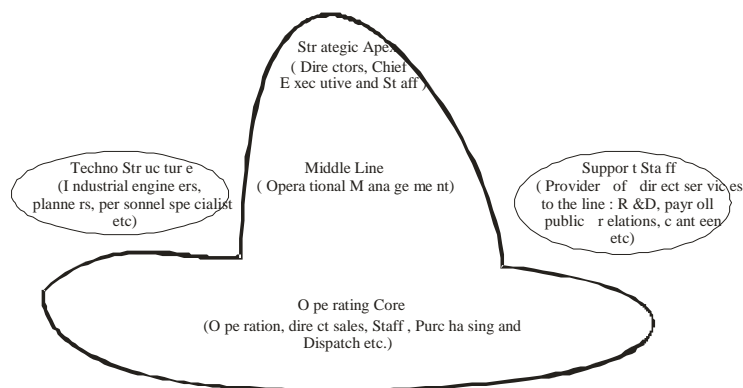 Strategic Apex
( Directors, Chief
Executive and Staff )
Techno Structure
(Industrial engineers,
planners, personnel specialist
etc)
Middle Line
( Operational Management)
Support Staff
( Provider of direct services
to the line : R &D, payroll
public relations, canteen
etc)
Operating Core
(Operation, direct sales, Staff , Purchasing and
Dispatch etc.)